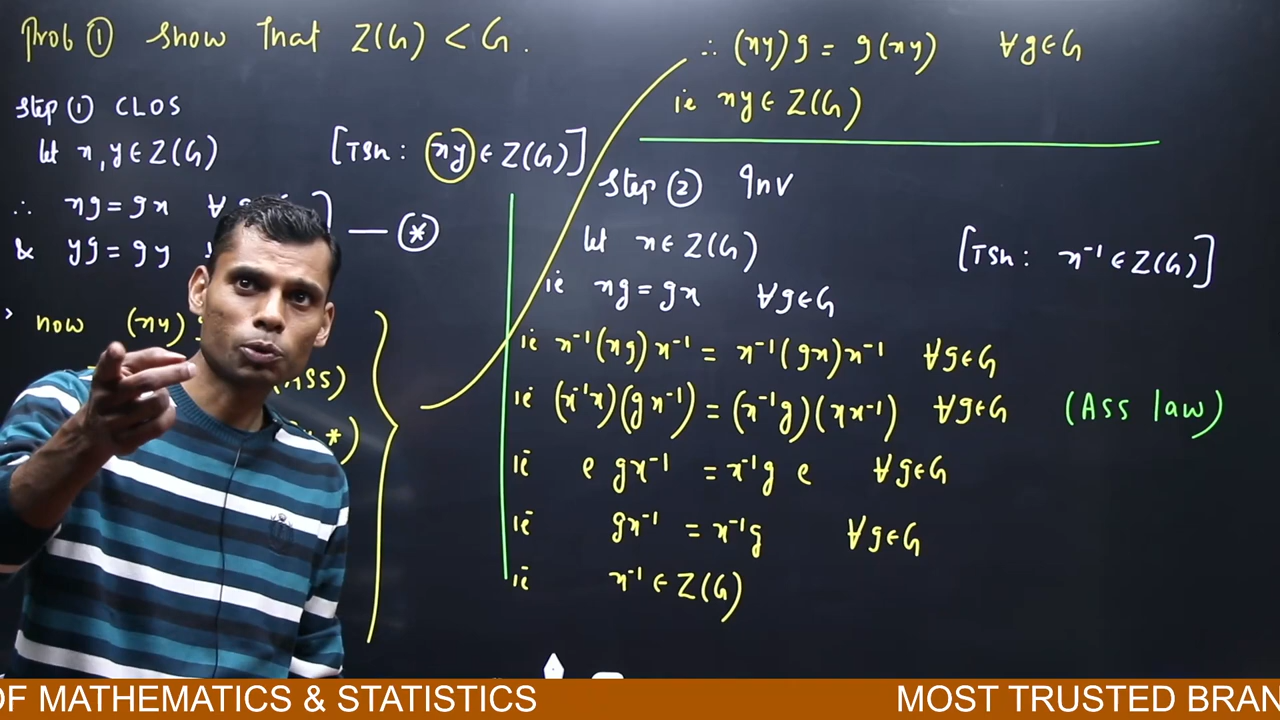 Prob ① Show That Z(G) < G.
Step ① CLOS
let x, y ∈ Z(G) [TSh: xy ∈ Z(G)]
∴ xg = gx ∀
& yg = gy — (*)
now (xy)
ASS)
*)
∴ (xy)g = g(xy) ∀g∈G
ie xy ∈ Z(G)
Step ② Inv
let x ∈ Z(G) [TSh: x⁻¹ ∈ Z(G)]
ie xg = gx ∀g∈G
ie x⁻¹(xg)x⁻¹ = x⁻¹(gx)x⁻¹ ∀g∈G
ie (x⁻¹x)(gx⁻¹) = (x⁻¹g)(xx⁻¹) ∀g∈G (Ass law)
ie e gx⁻¹ = x⁻¹g e ∀g∈G
ie gx⁻¹ = x⁻¹g ∀g∈G
ie x⁻¹ ∈ Z(G)
OF MATHEMATICS & STATISTICS MOST TRUSTED BRAN